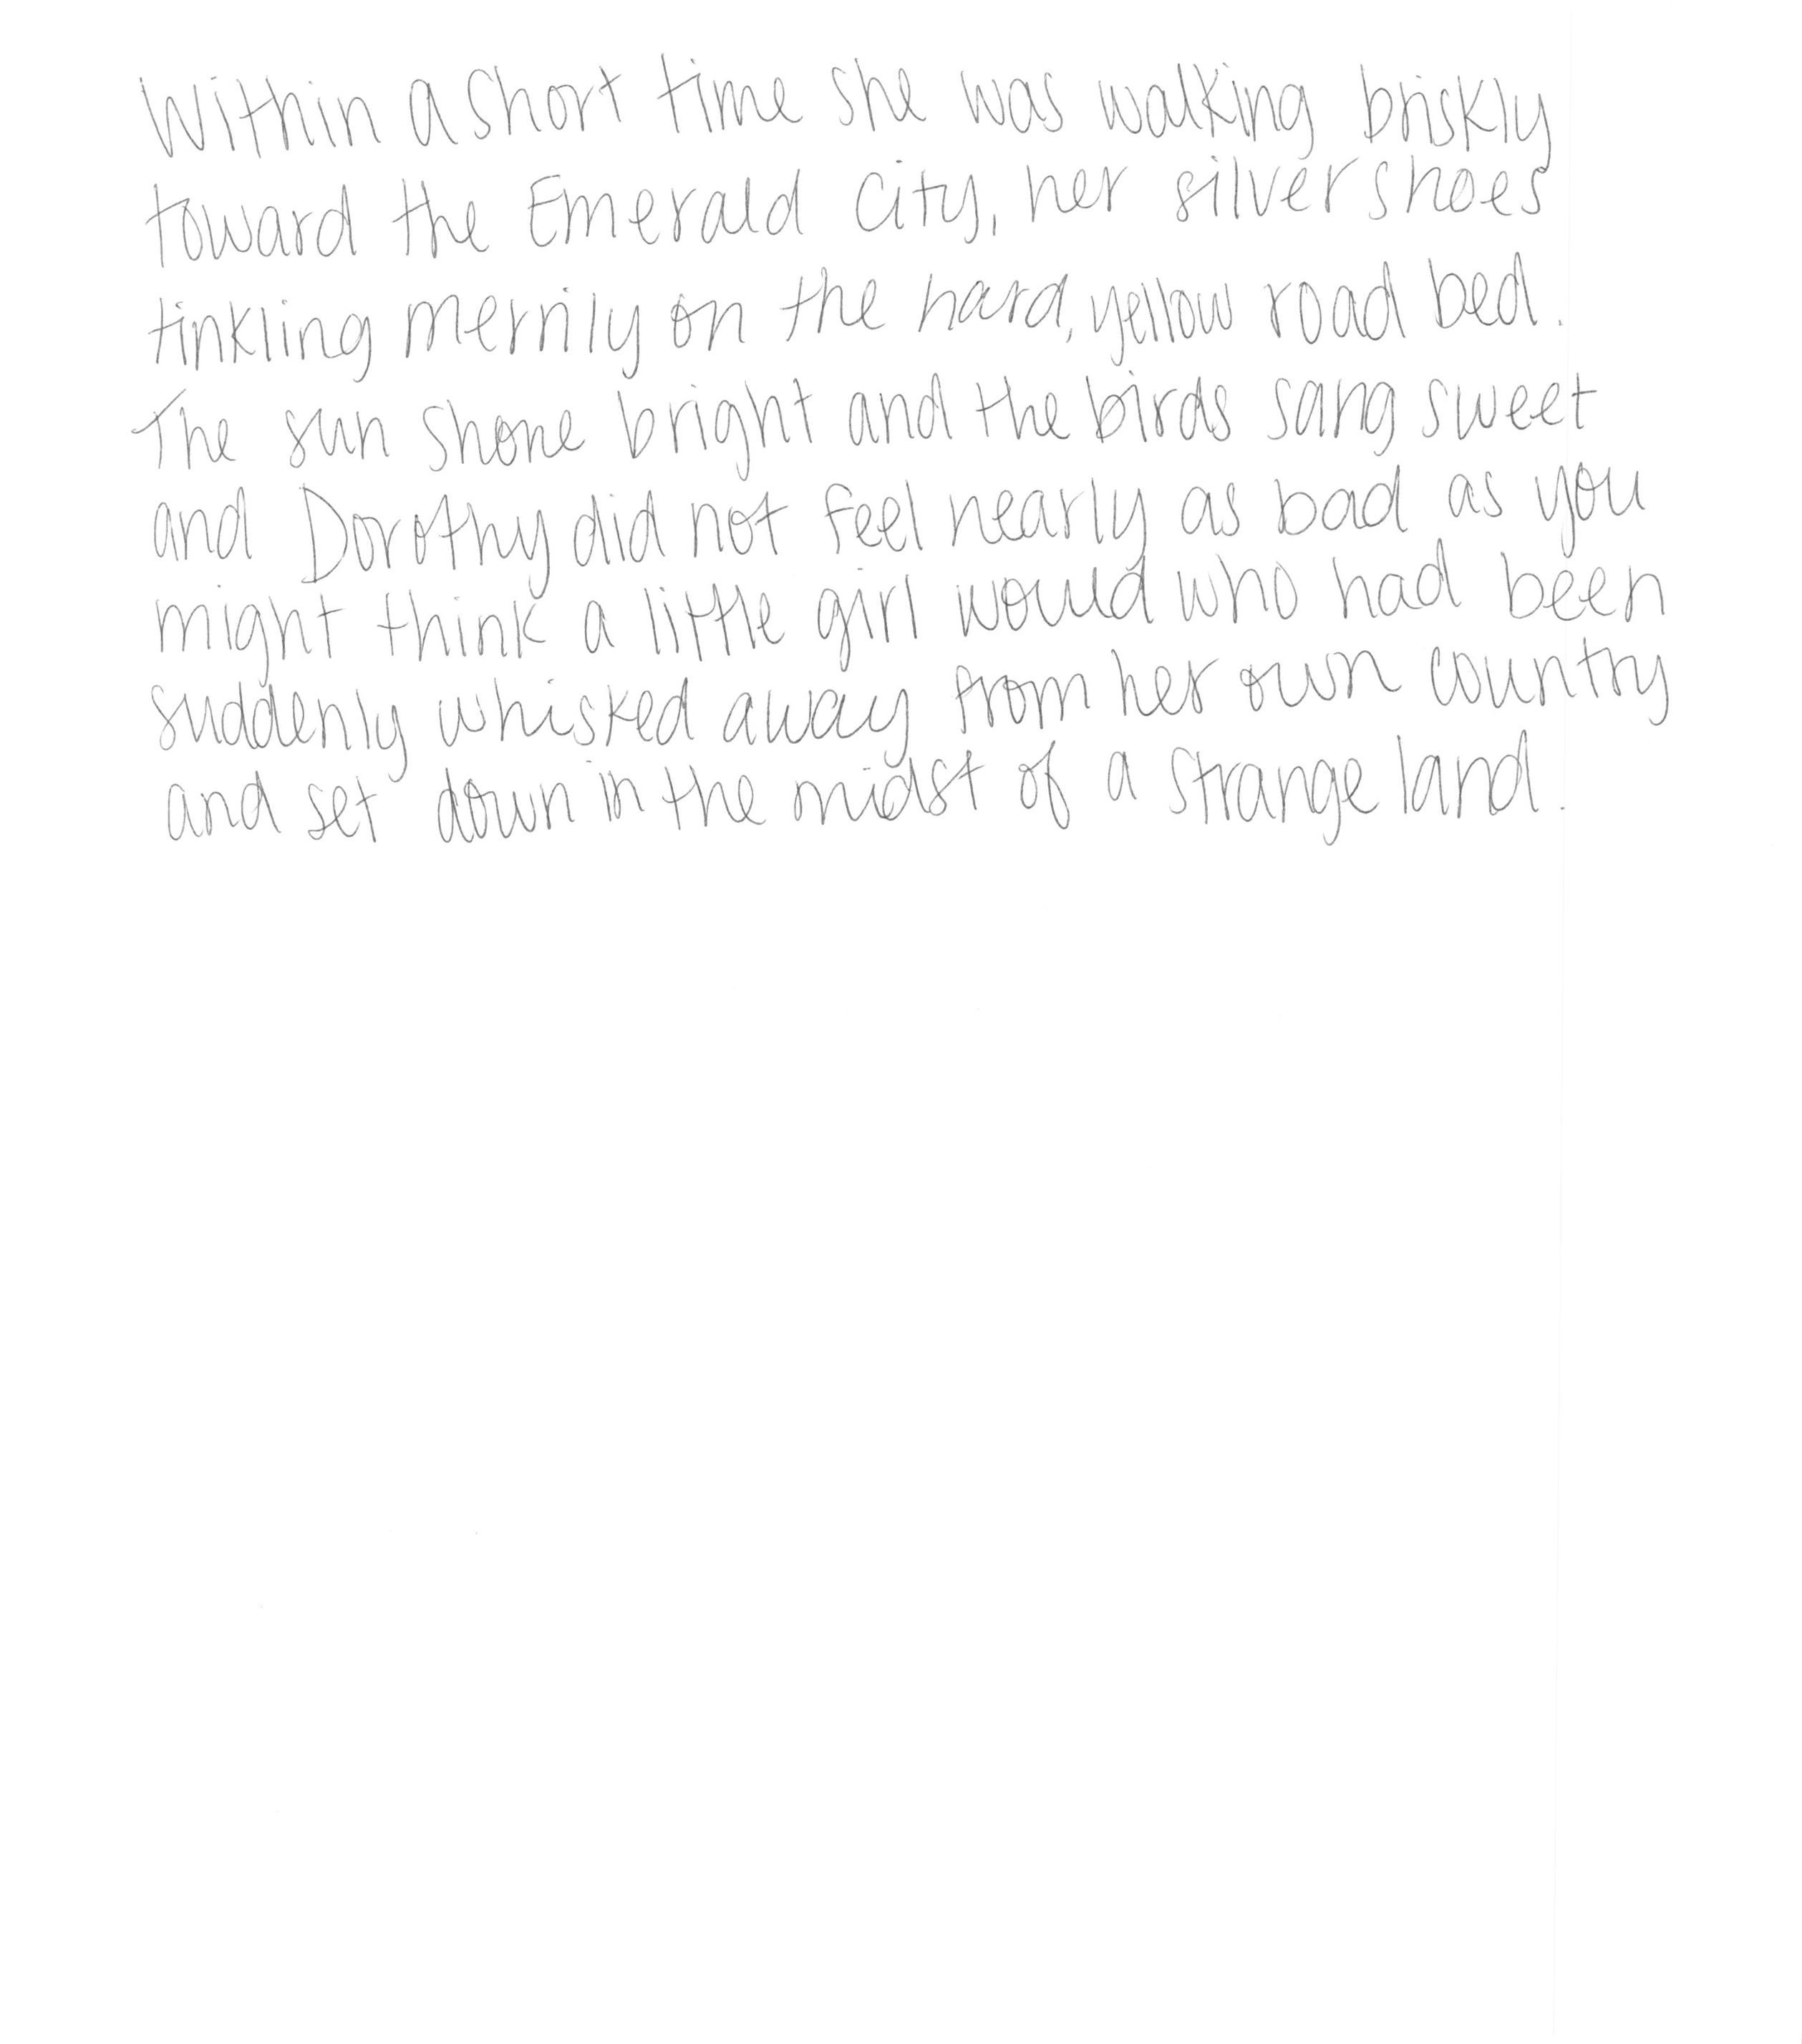 Within a short time she was walking briskly
toward the Emerald City, her silver shoes
tinkling merrily on the hard, yellow road bed.
The sun shone bright and the birds sang sweet
and Dorothy did not feel nearly as bad as you
might think a little girl would who had been
suddenly whisked away from her own country
and set down in the midst of a strange land.